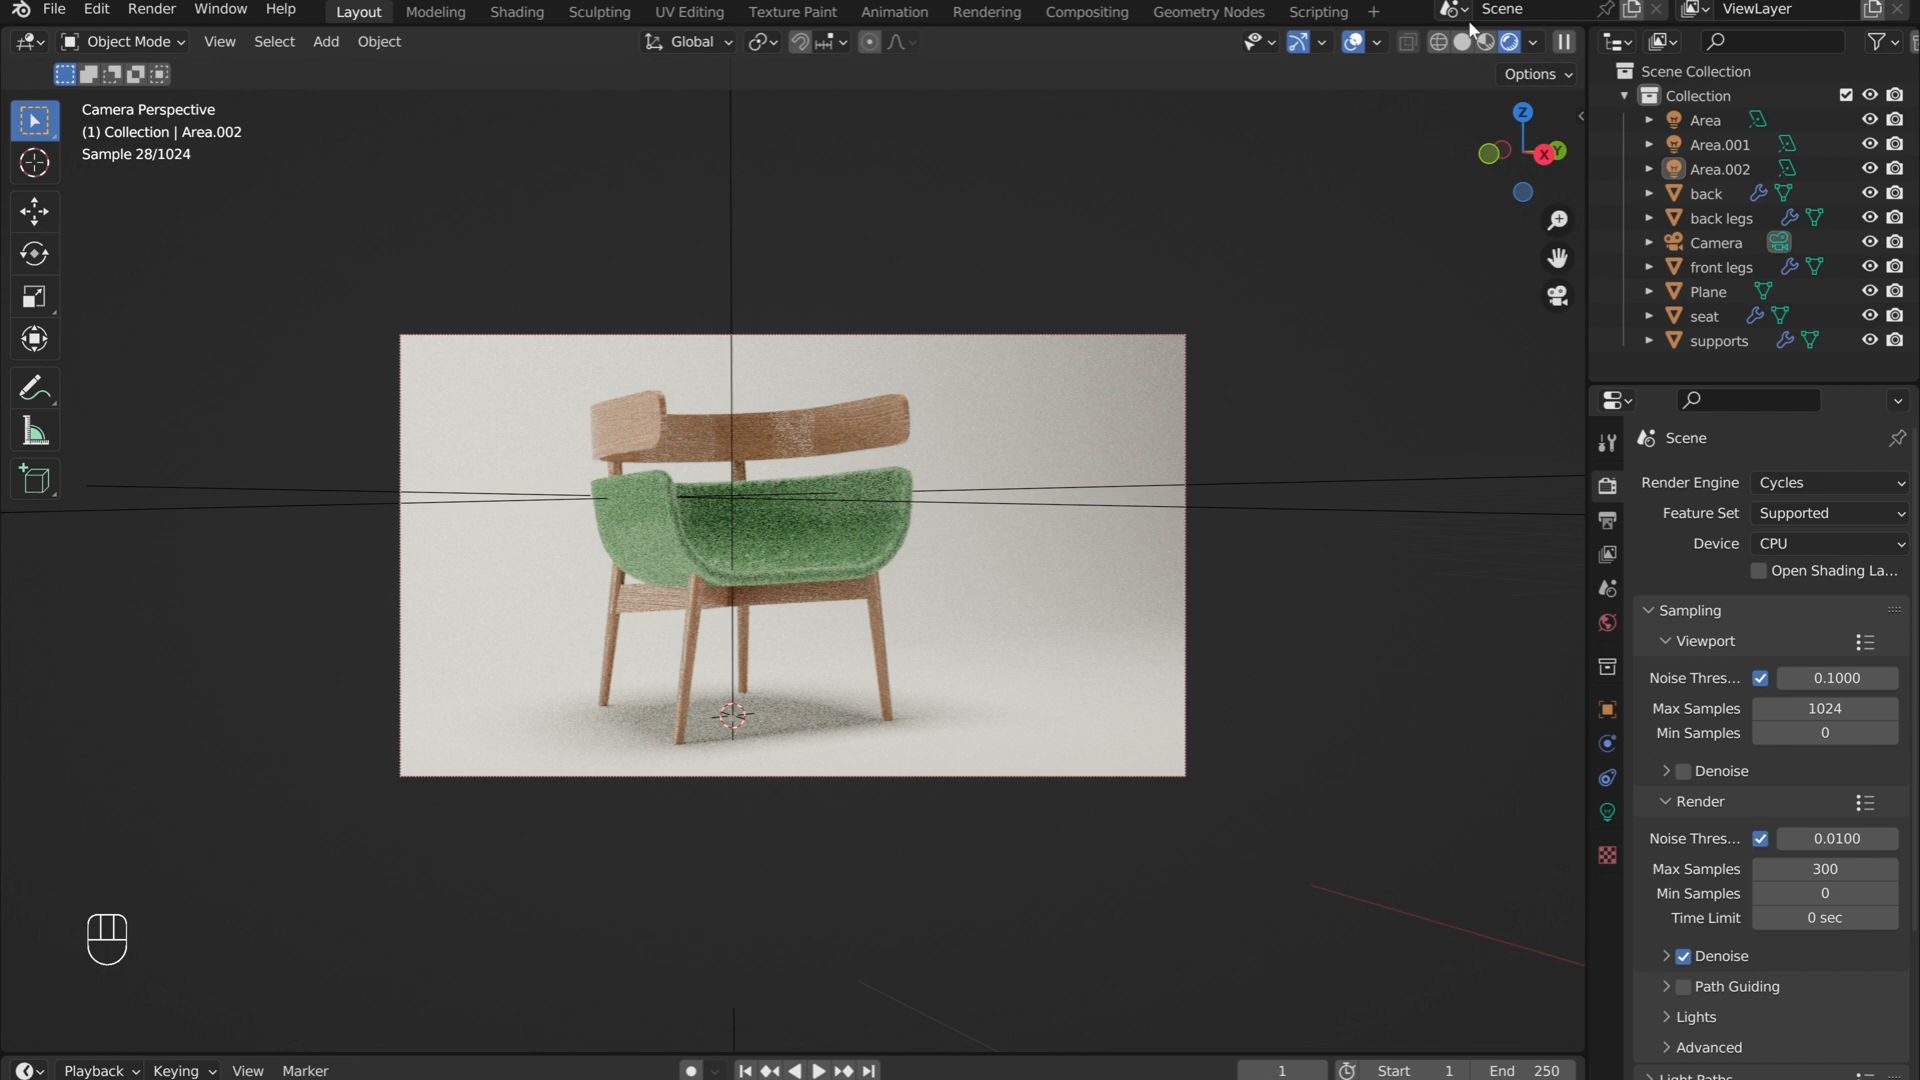 File Edit Render Window Help Layout Modeling Shading Sculpting UV Editing Texture Paint Animation Rendering Compositing Geometry Nodes Scripting + Scene ViewLayer
Object Mode View Select Add Object Global
Options
Camera Perspective
(1) Collection | Area.002
Sample 28/1024
Z
X
Y
Scene Collection
Collection
Area
Area.001
Area.002
back
back legs
Camera
front legs
Plane
seat
supports
Scene
Render Engine Cycles
Feature Set Supported
Device CPU
Open Shading La...
Sampling
Viewport
Noise Thres... 0.1000
Max Samples 1024
Min Samples 0
Denoise
Render
Noise Thres... 0.0100
Max Samples 300
Min Samples 0
Time Limit 0 sec
Denoise
Path Guiding
Lights
Advanced
Light Paths
Playback Keying View Marker 1 Start 1 End 250